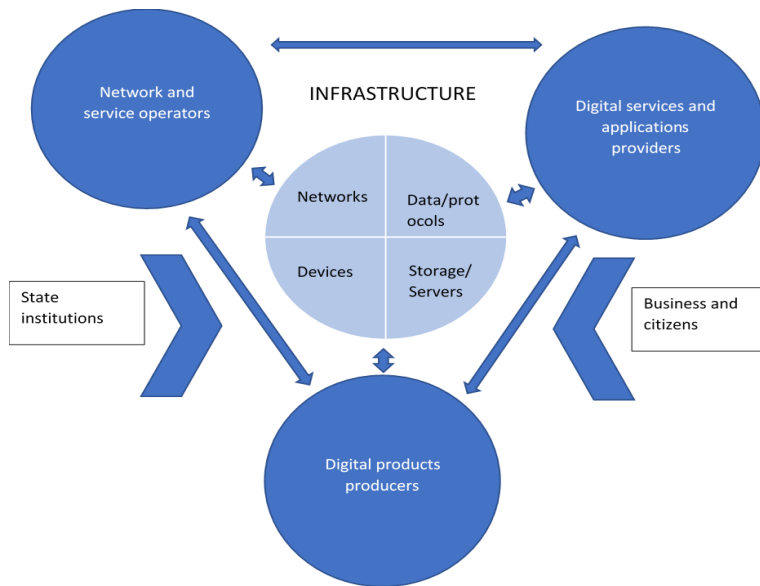 Network and
service operators
INFRASTRUCTURE
Digital services and
applications
providers
Networks
Data/prot
ocols
Devices
Storage/
Servers
State
institutions
Business and
citizens
Digital products
producers